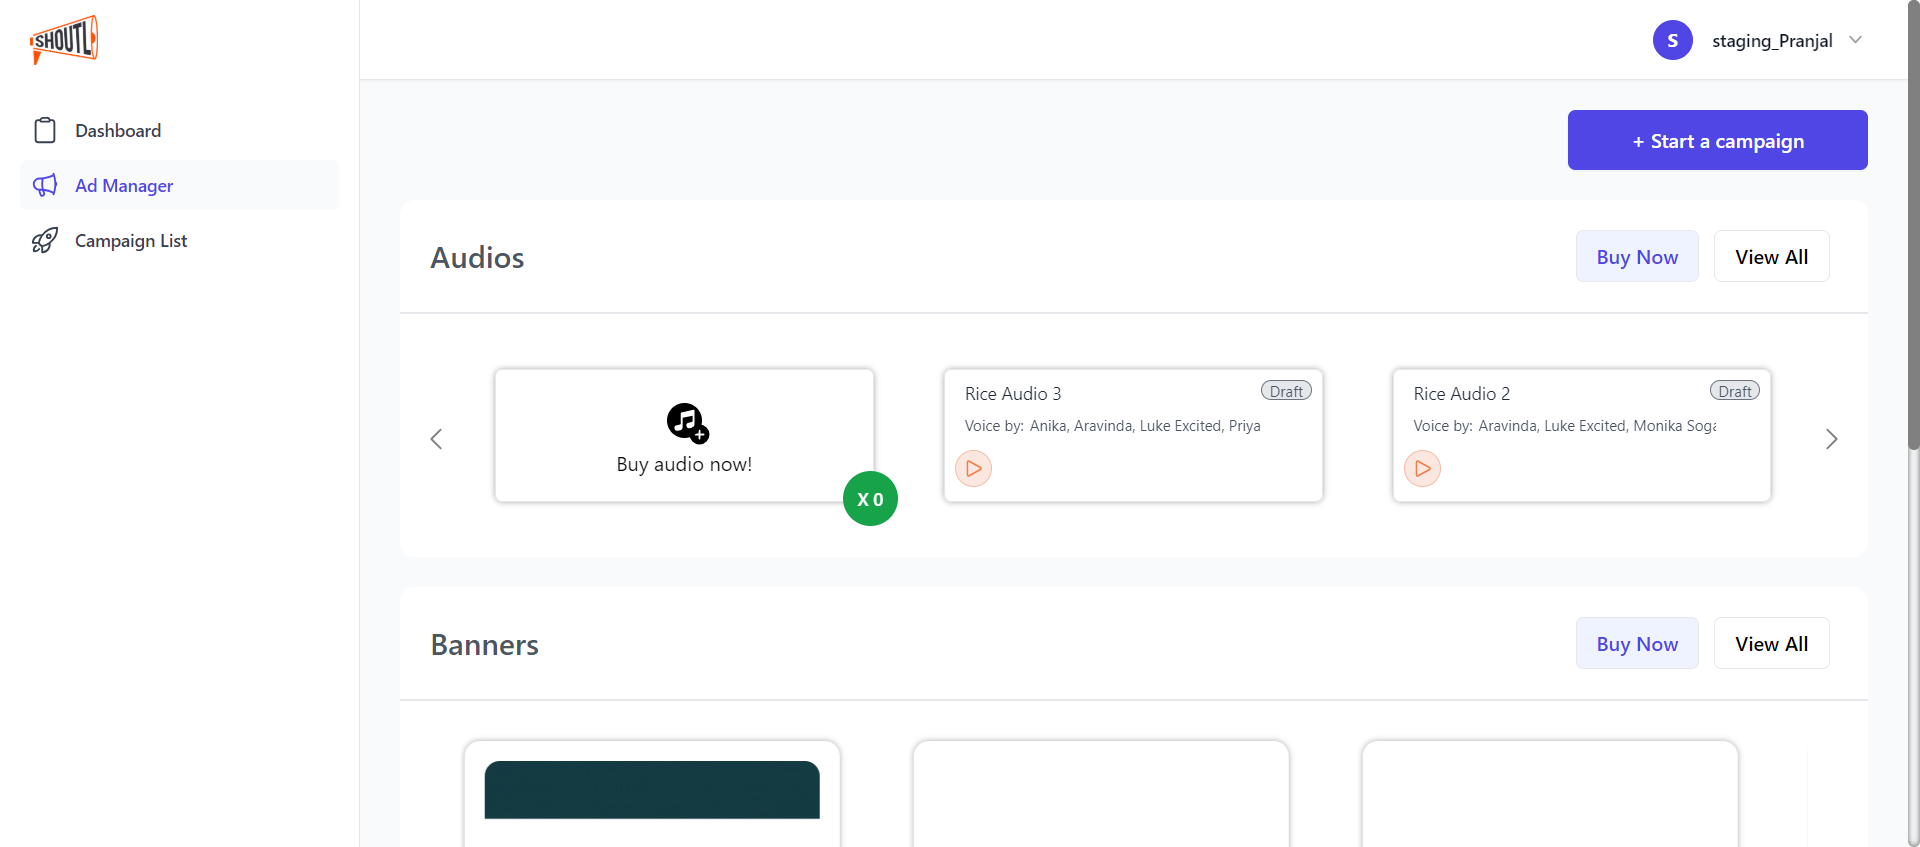 SHOUTL
S
staging_Pranjal
Dashboard
Ad Manager
Campaign List
+ Start a campaign
Audios
Buy Now
View All
Buy audio now!
X 0
Rice Audio 3
Draft
Voice by: Anika, Aravinda, Luke Excited, Priya
Rice Audio 2
Draft
Voice by: Aravinda, Luke Excited, Monika Soga
Banners
Buy Now
View All